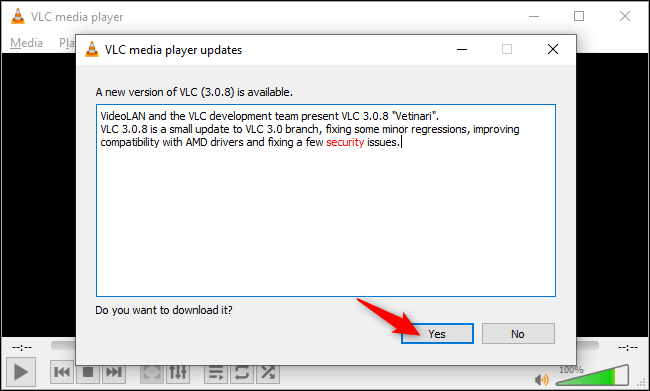 VLC media player
Media Pl
VLC media player updates
A new version of VLC (3.0.8) is available.
VideoLAN and the VLC development team present VLC 3.0.8 "Vetinari".
VLC 3.0.8 is a small update to VLC 3.0 branch, fixing some minor regressions, improving
compatibility with AMD drivers and fixing a few security issues.
Do you want to download it?
Yes No
--:-- --:--
100%